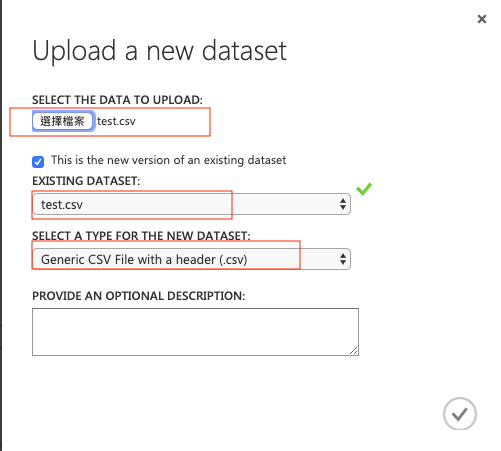 Upload a new dataset
SELECT THE DATA TO UPLOAD:
選擇檔案 test.csv
This is the new version of an existing dataset
EXISTING DATASET:
test.csv
SELECT A TYPE FOR THE NEW DATASET:
Generic CSV File with a header (.csv)
PROVIDE AN OPTIONAL DESCRIPTION: